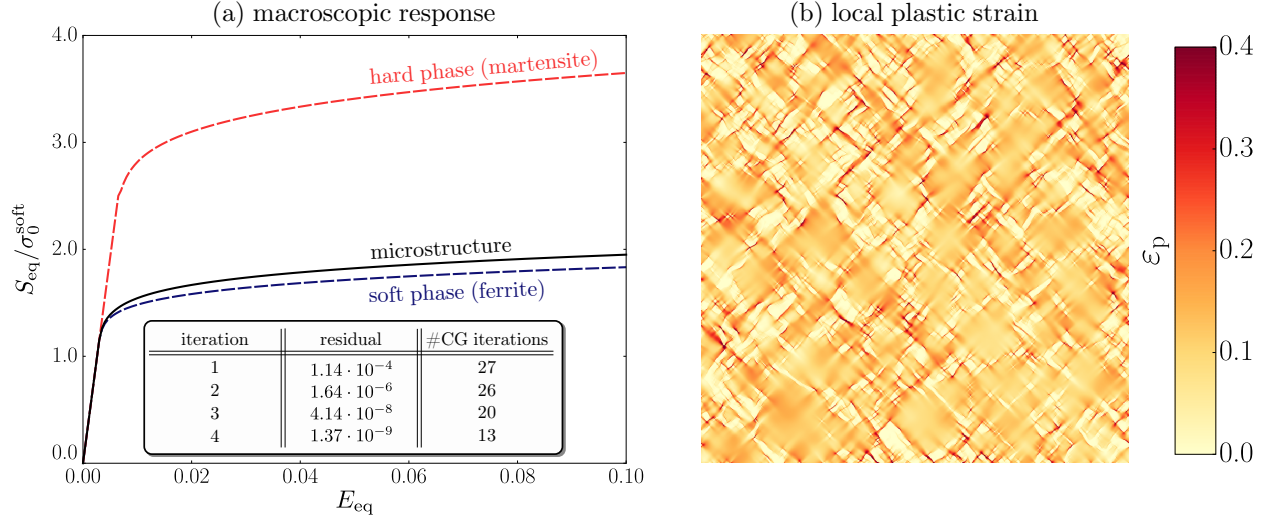 (a) macroscopic response
4.0
3.0
2.0
1.0
0.0
S_eq/σ_0^soft
hard phase (martensite)
microstructure
soft phase (ferrite)
iteration residual #CG iterations
1 1.14 · 10^−4 27
2 1.64 · 10^−6 26
3 4.14 · 10^−8 20
4 1.37 · 10^−9 13
0.00 0.02 0.04 0.06 0.08 0.10
E_eq
(b) local plastic strain
0.4
0.3
0.2
0.1
0.0
ε_p